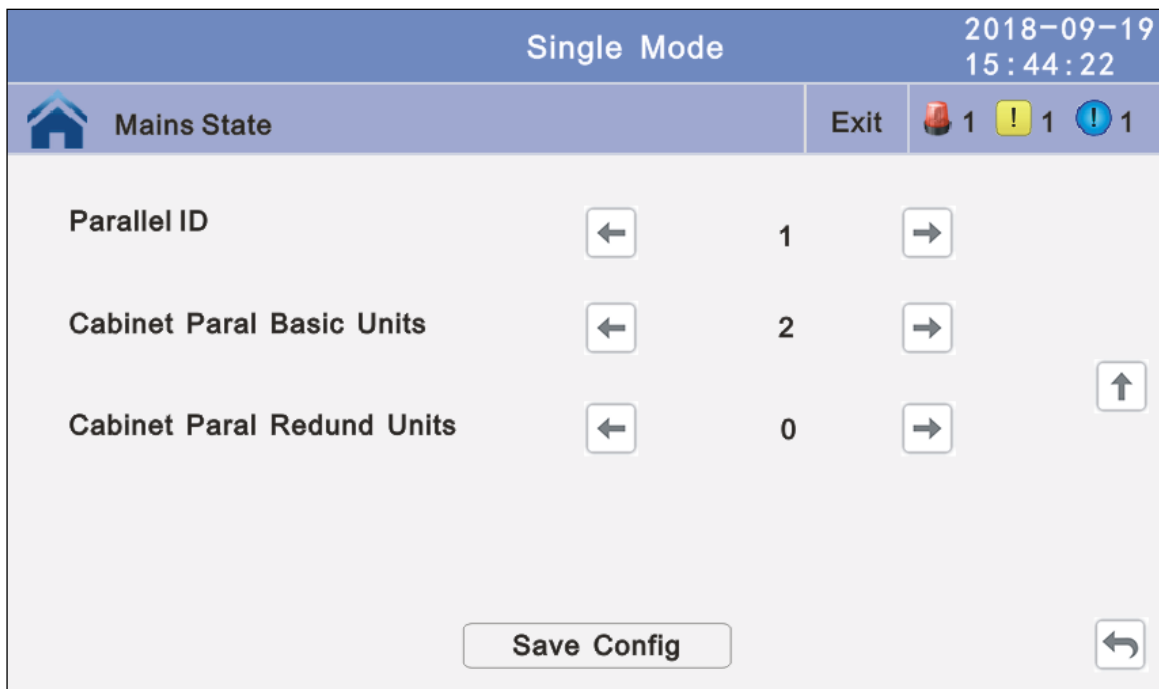 Single Mode
2018-09-19
15:44:22
Mains State
Exit
1
! 1
! 1
Parallel ID
1
Cabinet Paral Basic Units
2
Cabinet Paral Redund Units
0
Save Config